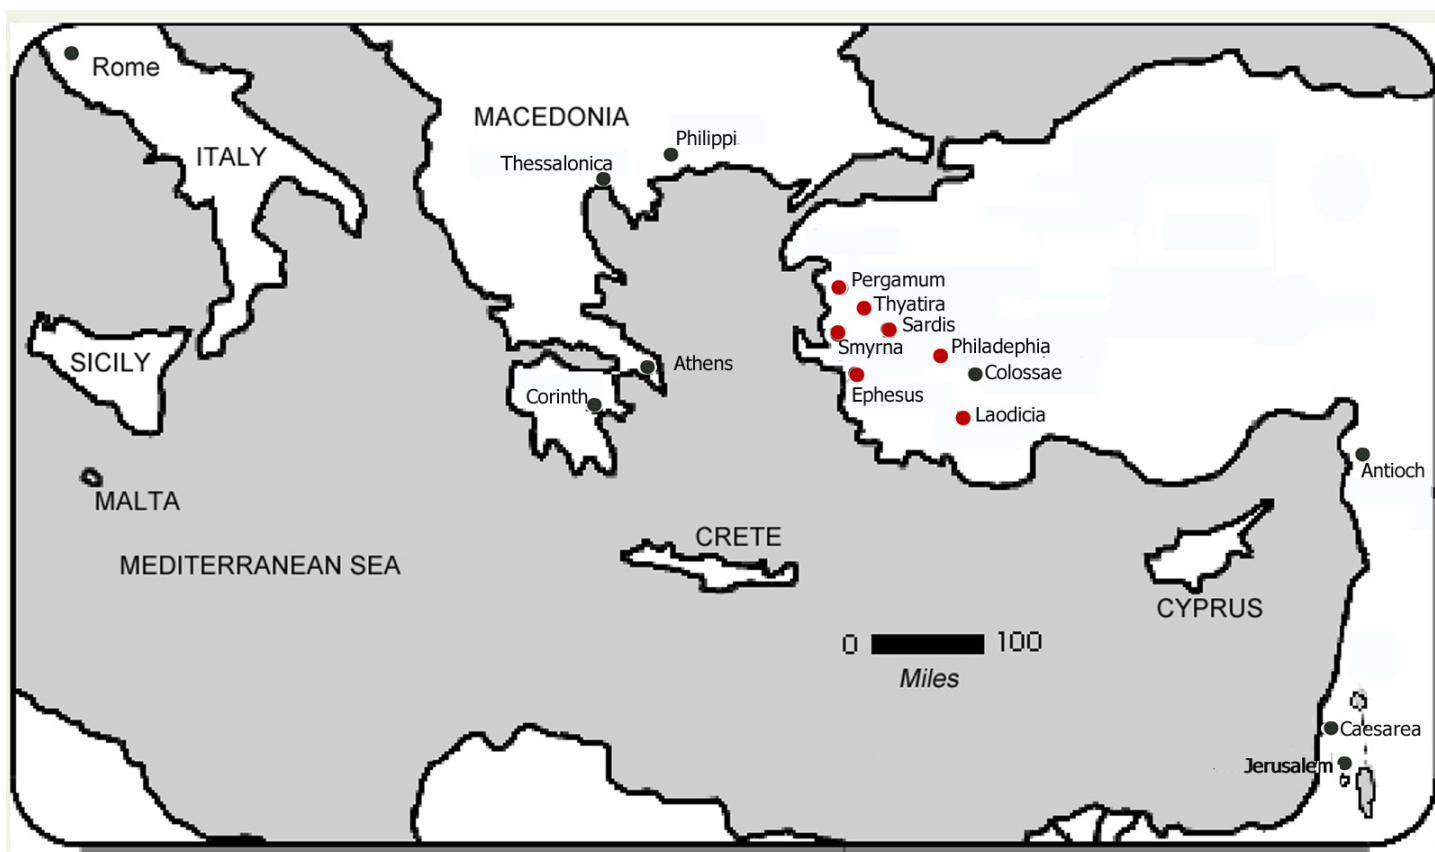 Rome
MACEDONIA
Philippi
ITALY
Thessalonica
Pergamum
Thyatira
Sardis
Smyrna
Philadephia
SICILY
Athens
Colossae
Corinth
Ephesus
Laodicia
Antioch
MALTA
CRETE
MEDITERRANEAN SEA
CYPRUS
0 100
Miles
Caesarea
Jerusalem